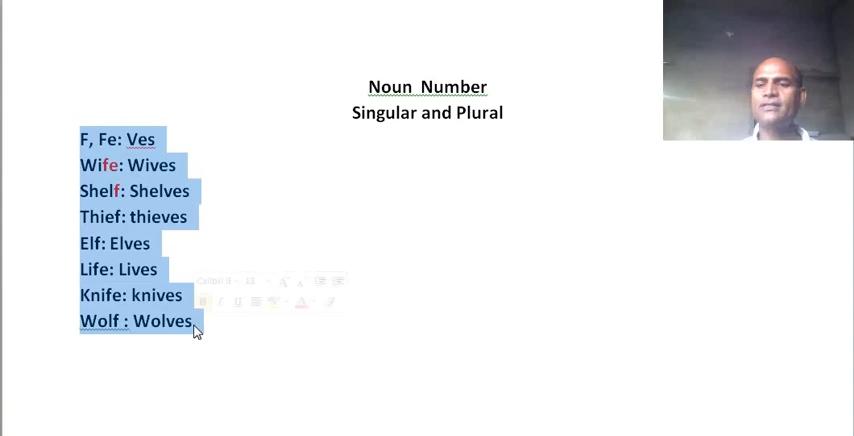 Noun Number
Singular and Plural
F, Fe: Ves
Wife: Wives
Shelf: Shelves
Thief: thieves
Elf: Elves
Life: Lives
Knife: knives
Wolf : Wolves